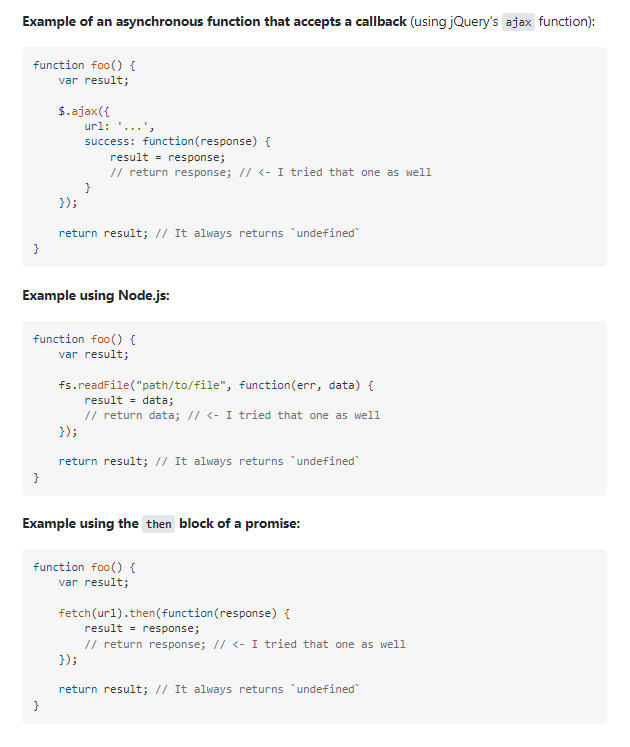 Example of an asynchronous function that accepts a callback (using jQuery's ajax function):
function foo() {
    var result;

    $.ajax({
        url: '...',
        success: function(response) {
            result = response;
            // return response; // <- I tried that one as well
        }
    });

    return result; // It always returns `undefined`
}
Example using Node.js:
function foo() {
    var result;

    fs.readFile("path/to/file", function(err, data) {
        result = data;
        // return data; // <- I tried that one as well
    });

    return result; // It always returns `undefined`
}
Example using the then block of a promise:
function foo() {
    var result;

    fetch(url).then(function(response) {
        result = response;
        // return response; // <- I tried that one as well
    });

    return result; // It always returns `undefined`
}